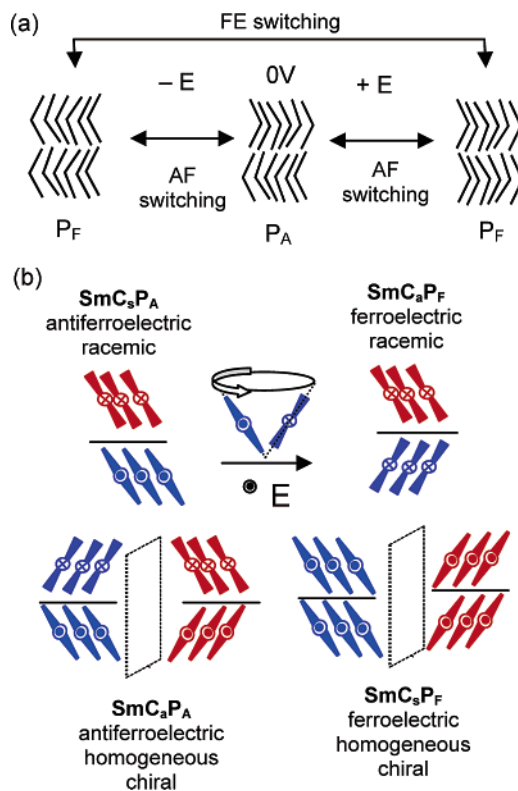 (a)
FE switching
– E
0V
+ E
AF
switching
AF
switching
P_F
P_A
P_F
(b)
SmC_sP_A
antiferroelectric
racemic
SmC_aP_F
ferroelectric
racemic
E
SmC_aP_A
antiferroelectric
homogeneous
chiral
SmC_sP_F
ferroelectric
homogeneous
chiral